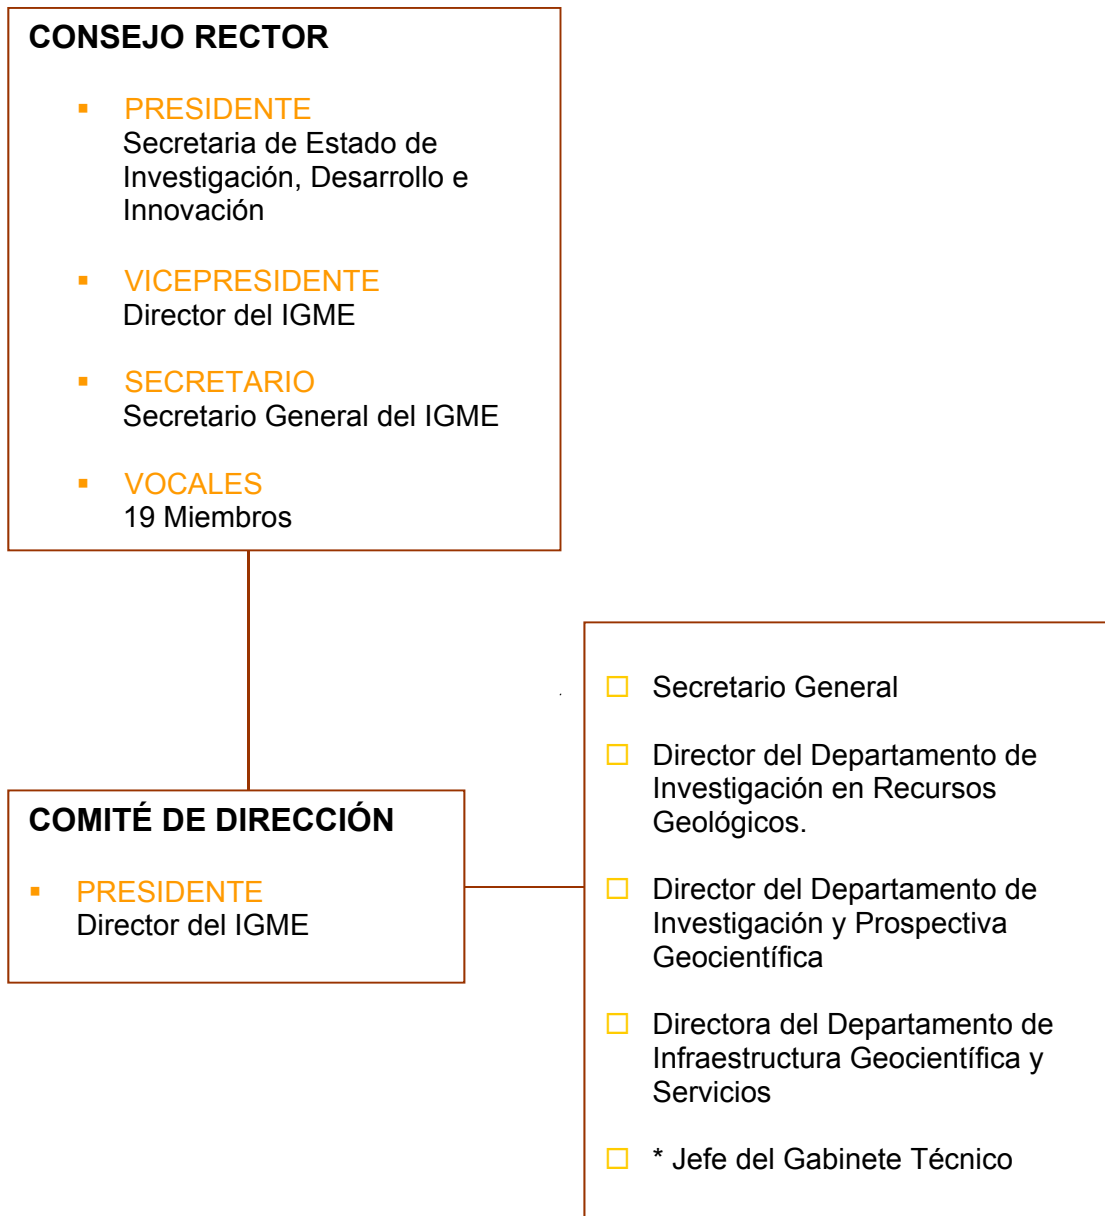 CONSEJO RECTOR
▪ PRESIDENTE
Secretaria de Estado de
Investigación, Desarrollo e
Innovación
▪ VICEPRESIDENTE
Director del IGME
▪ SECRETARIO
Secretario General del IGME
▪ VOCALES
19 Miembros
COMITÉ DE DIRECCIÓN
▪ PRESIDENTE
Director del IGME
□ Secretario General
□ Director del Departamento de
Investigación en Recursos
Geológicos.
□ Director del Departamento de
Investigación y Prospectiva
Geocientífica
□ Directora del Departamento de
Infraestructura Geocientífica y
Servicios
□ * Jefe del Gabinete Técnico